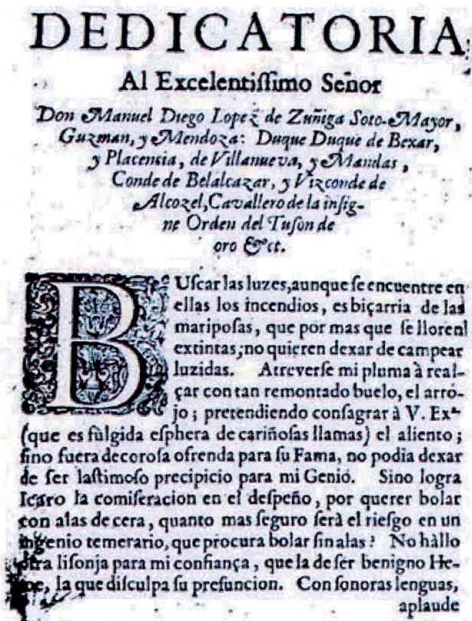 DEDICATORIA
Al Excelentiſſimo Señor
Don Manuel Diego Lopez de Zuñiga Soto-Mayor,
Guzman, y Mendoza: Duque Duque de Bexar,
y Placencia, de Villanueva, y Mandas,
Conde de Belalcazar, y Vizconde de
Alcozel, Cavallero de la inſig-
ne Orden del Tuſon de
oro &ct.
BUſcar las luzes, aunque ſe encuentre en
ellas los incendios, es biçarria de las
mariposas, que por mas que ſe lloren
extintas; no quieren dexar de campear
luzidas. Atreverſe mi pluma à real-
çar con tan remontado buelo, el arró-
jo; pretendiendo conſagrar à V. Exª
(que es fùlgida eſphera de cariñoſas llamas) el aliento;
ſino fuera decoroſa ofrenda para ſu Fama, no podia dexar
de ſer laſtimoſo precipicio para mi Genió. Sino logra
Icaro la comiſeracion en el deſpeño, por querer bolar
con alas de cera, quanto mas ſeguro ſerà el rieſgo en un
ingenio temerario, que procura bolar ſin alas? No hàllo
otra liſonja para mi confiança, que la de ſer benigno He-
roe, la que diſculpa ſu preſuncion. Con ſonoras lenguas,
aplaude